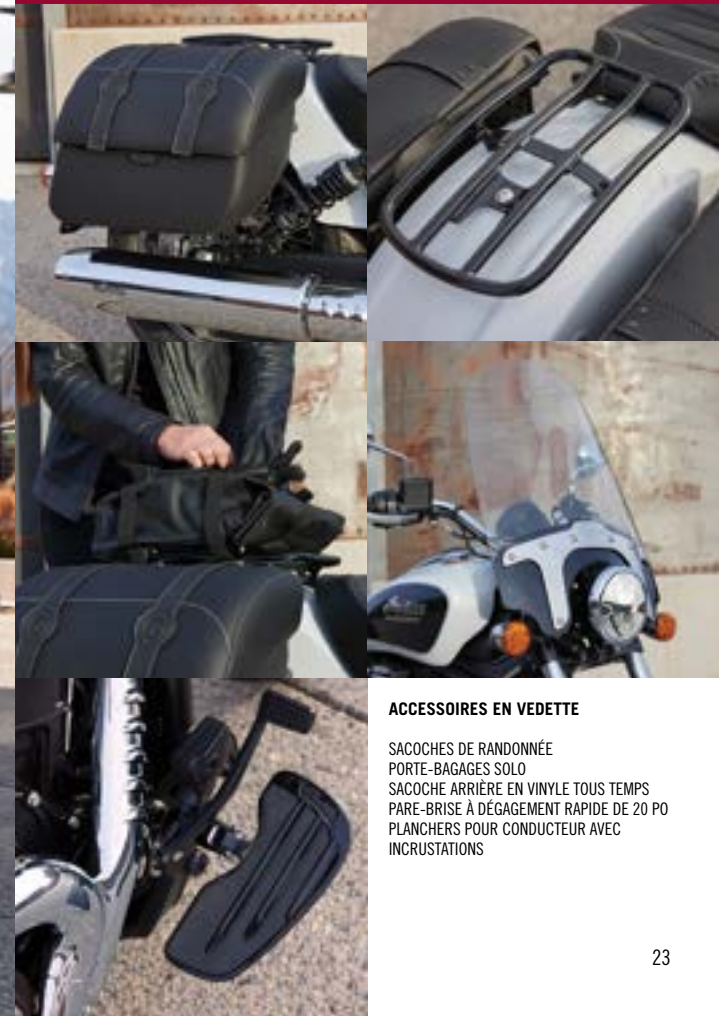 ACCESSOIRES EN VEDETTE
SACOCHES DE RANDONNÉE
PORTE-BAGAGES SOLO
SACOCHE ARRIÈRE EN VINYLE TOUS TEMPS
PARE-BRISE À DÉGAGEMENT RAPIDE DE 20 PO
PLANCHERS POUR CONDUCTEUR AVEC
INCRUSTATIONS
23